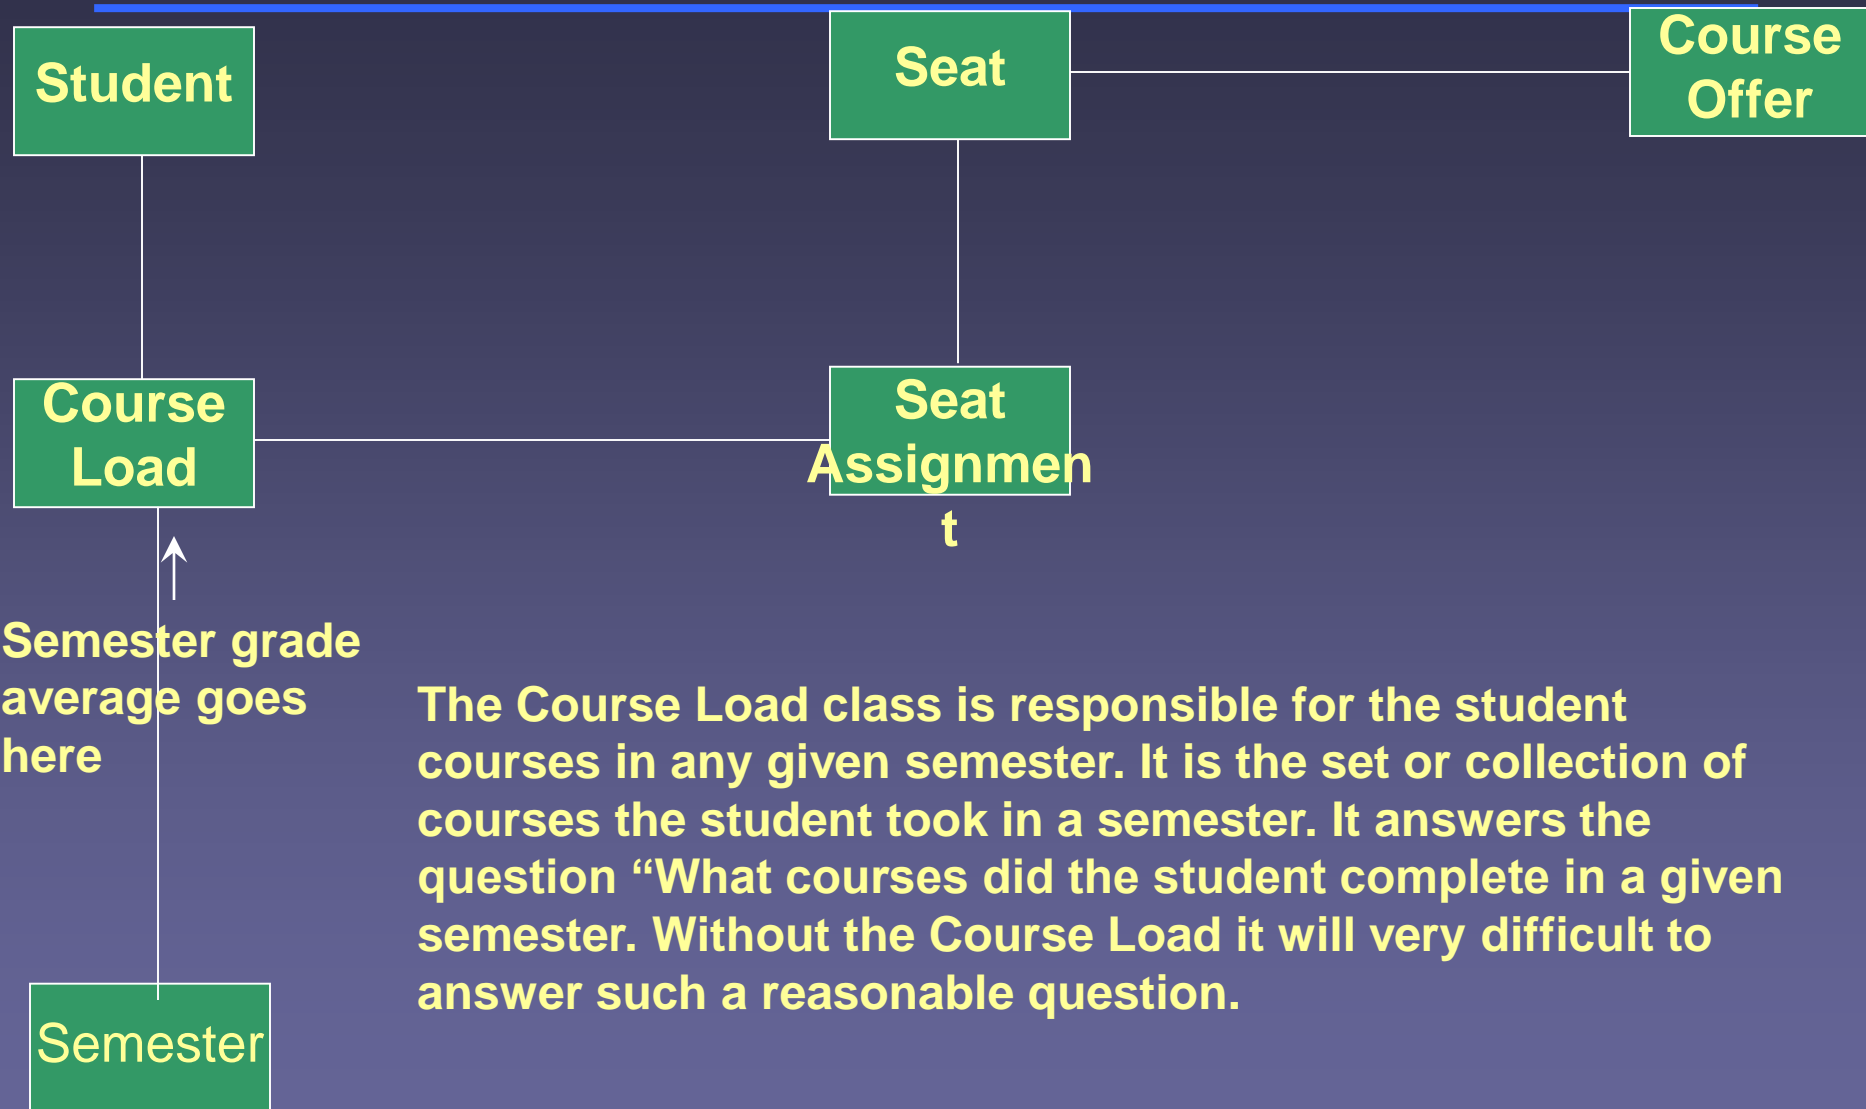 Student
Seat
Course
Offer
Course
Load
Seat
Assignmen
t
Semester grade
average goes
here
The Course Load class is responsible for the student
courses in any given semester. It is the set or collection of
courses the student took in a semester. It answers the
question “What courses did the student complete in a given
semester. Without the Course Load it will very difficult to
answer such a reasonable question.
Semester